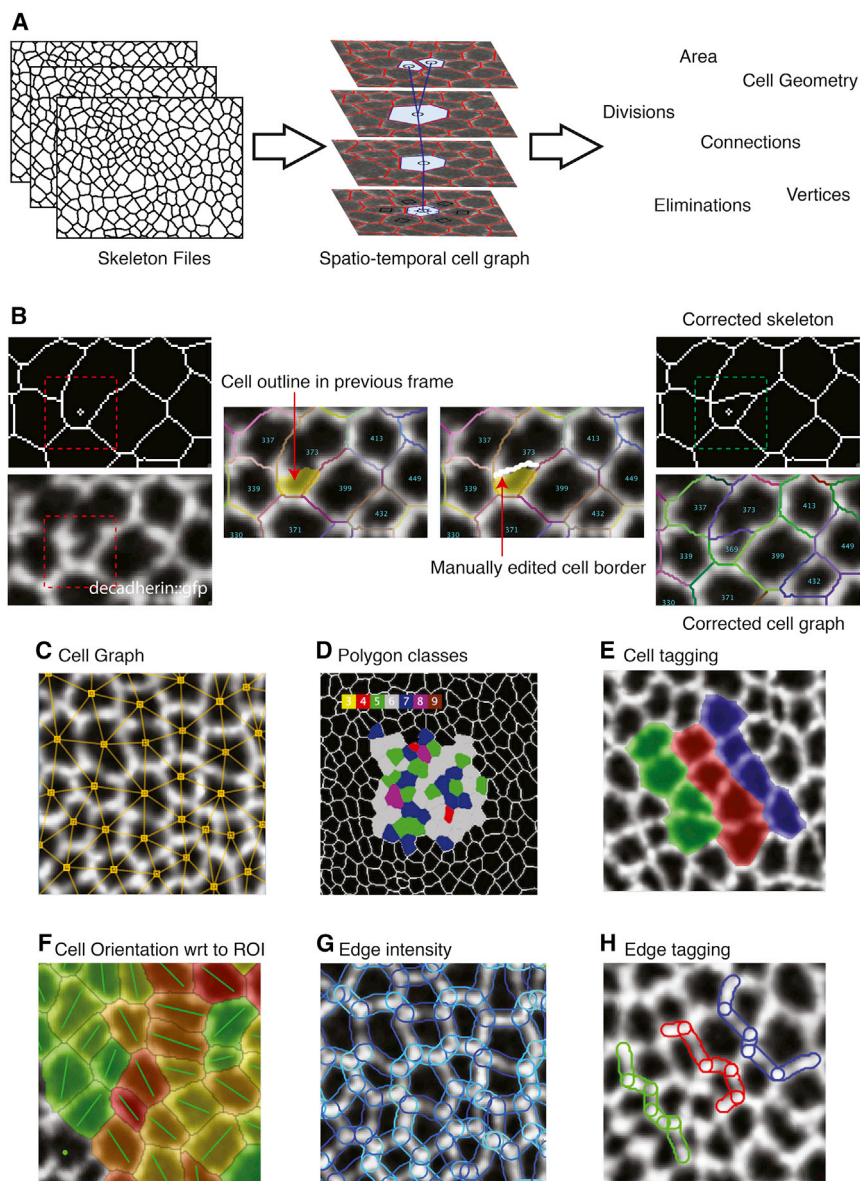 A
Area
Cell Geometry
Divisions
Connections
Eliminations
Vertices
Skeleton Files
Spatio-temporal cell graph
B
Corrected skeleton
Cell outline in previous frame
337
373
413
339
399
449
432
371
330
337
373
413
339
399
449
432
371
330
decadherin::gfp
Manually edited cell border
337
373
413
339
369
399
449
432
371
330
Corrected cell graph
C Cell Graph
D Polygon classes
3 4 5 6 7 8 9
E Cell tagging
F Cell Orientation wrt to ROI
G Edge intensity
H Edge tagging